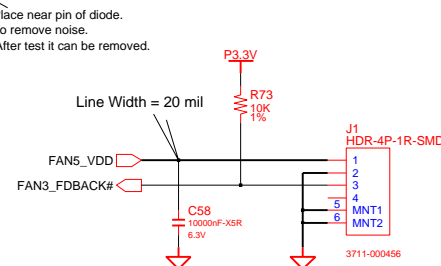 lace near pin of diode.
o remove noise.
After test it can be removed.
P3.3V
R73
10K
1%
Line Width = 20 mil
J1
HDR-4P-1R-SMD
FAN5_VDD
FAN3_FDBACK#
1
2
3
4
5
MNT1
6
MNT2
C58
10000nF-X5R
6.3V
3711-000456